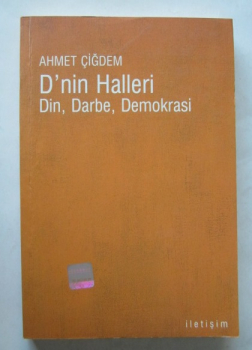 AHMET ÇİĞDEM
D'nin Halleri
Din, Darbe, Demokrasi
iletişim